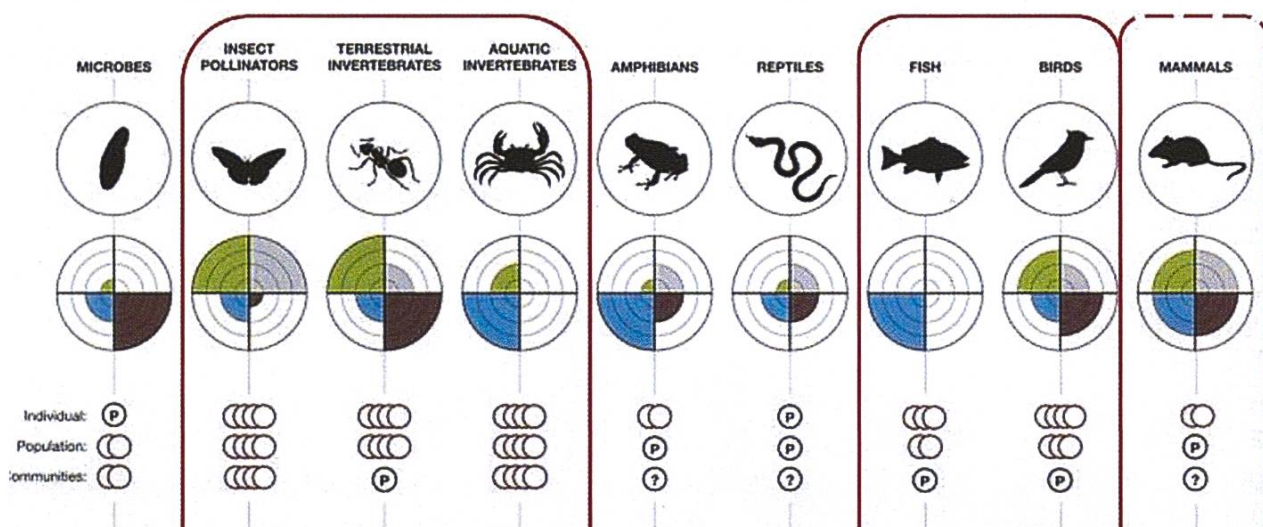 MICROBES
INSECT POLLINATORS
TERRESTRIAL INVERTEBRATES
AQUATIC INVERTEBRATES
AMPHIBIANS
REPTILES
FISH
BIRDS
MAMMALS
Individual: P P
Population: P P P
ommunities: P ? ? P P ?